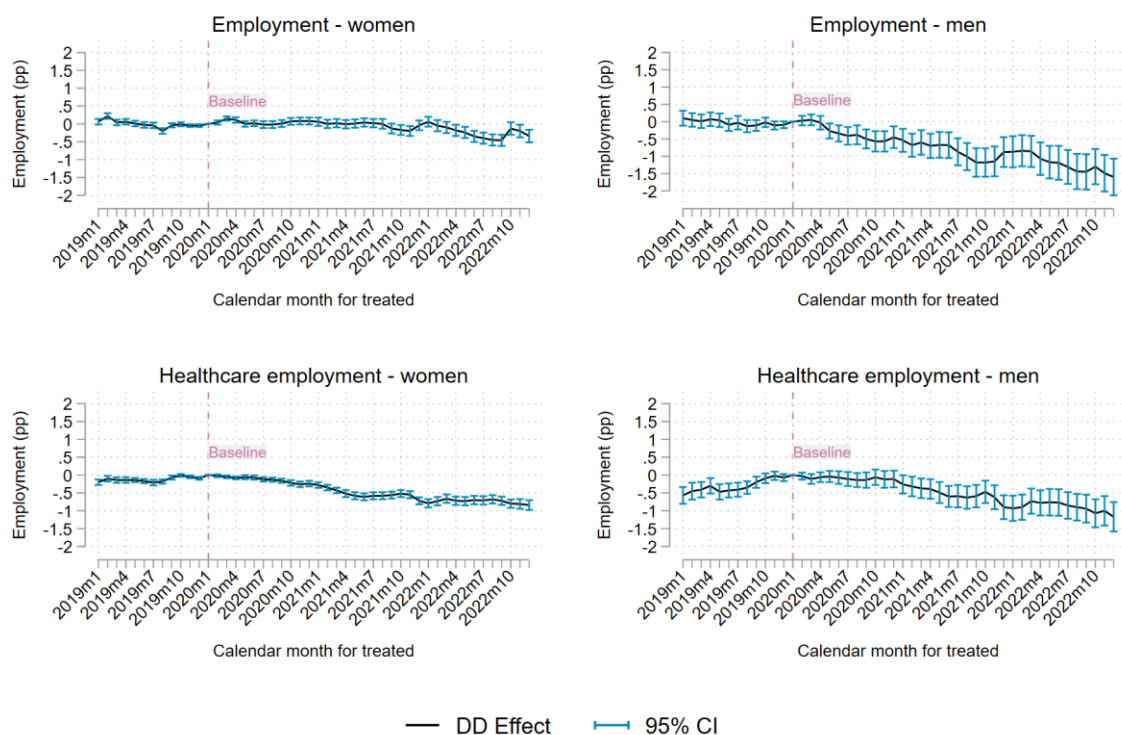 Employment - women
Employment (pp)
2
1.5
1
.5
0
-.5
-1
-1.5
-2
Baseline
2019m1
2019m4
2019m7
2019m10
2020m1
2020m4
2020m7
2020m10
2021m1
2021m4
2021m7
2021m10
2022m1
2022m4
2022m7
2022m10
Calendar month for treated
Employment - men
Employment (pp)
2
1.5
1
.5
0
-.5
-1
-1.5
-2
Baseline
2019m1
2019m4
2019m7
2019m10
2020m1
2020m4
2020m7
2020m10
2021m1
2021m4
2021m7
2021m10
2022m1
2022m4
2022m7
2022m10
Calendar month for treated
Healthcare employment - women
Employment (pp)
2
1.5
1
.5
0
-.5
-1
-1.5
-2
Baseline
2019m1
2019m4
2019m7
2019m10
2020m1
2020m4
2020m7
2020m10
2021m1
2021m4
2021m7
2021m10
2022m1
2022m4
2022m7
2022m10
Calendar month for treated
Healthcare employment - men
Employment (pp)
2
1.5
1
.5
0
-.5
-1
-1.5
-2
Baseline
2019m1
2019m4
2019m7
2019m10
2020m1
2020m4
2020m7
2020m10
2021m1
2021m4
2021m7
2021m10
2022m1
2022m4
2022m7
2022m10
Calendar month for treated
DD Effect
95% CI